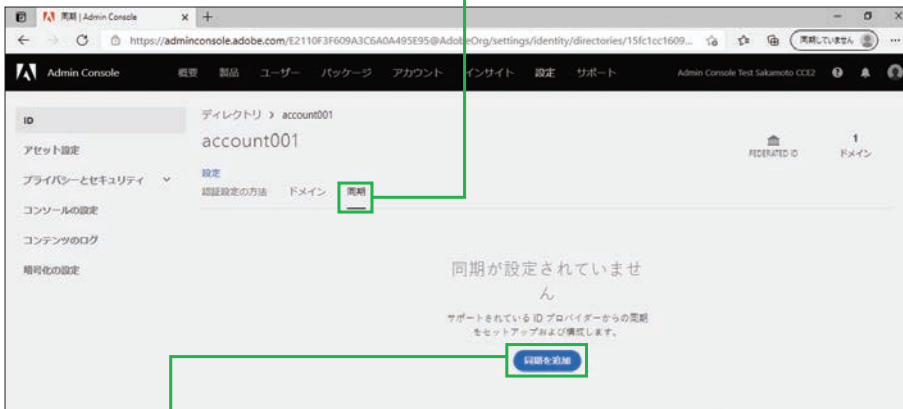 同期 | Admin Console
https://adminconsole.adobe.com/E2110F3F609A3C6A0A495E95@AdobeOrg/settings/identity/directories/15fc1cc1609...
同期していません
Admin Console 概要 製品 ユーザー パッケージ アカウント インサイト 設定 サポート Admin Console Test Sakamoto CCE2
ID
アセット設定
プライバシーとセキュリティ
コンソールの設定
コンテンツのログ
暗号化の設定
ディレクトリ > account001
account001
FEDERATED ID
1
ドメイン
設定
認証設定の方法 ドメイン 同期
同期が設定されていませ
ん
サポートされている ID プロバイダーからの同期
をセットアップおよび構成します。
同期を追加